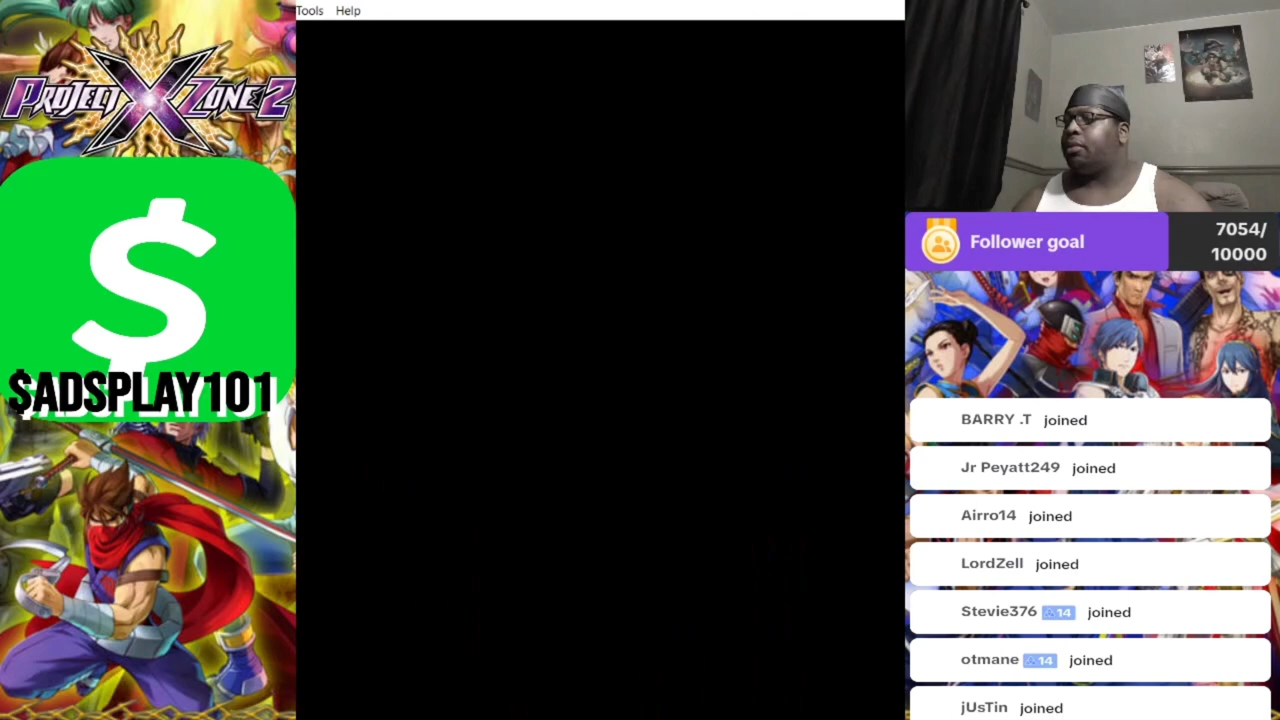 Tools Help
PROJECT X ZONE 2
$ADSPLAY101
Follower goal
7054/
10000
BARRY .T joined
Jr Peyatt249 joined
Airro14 joined
LordZell joined
Stevie376 14 joined
otmane 14 joined
jUsTin joined